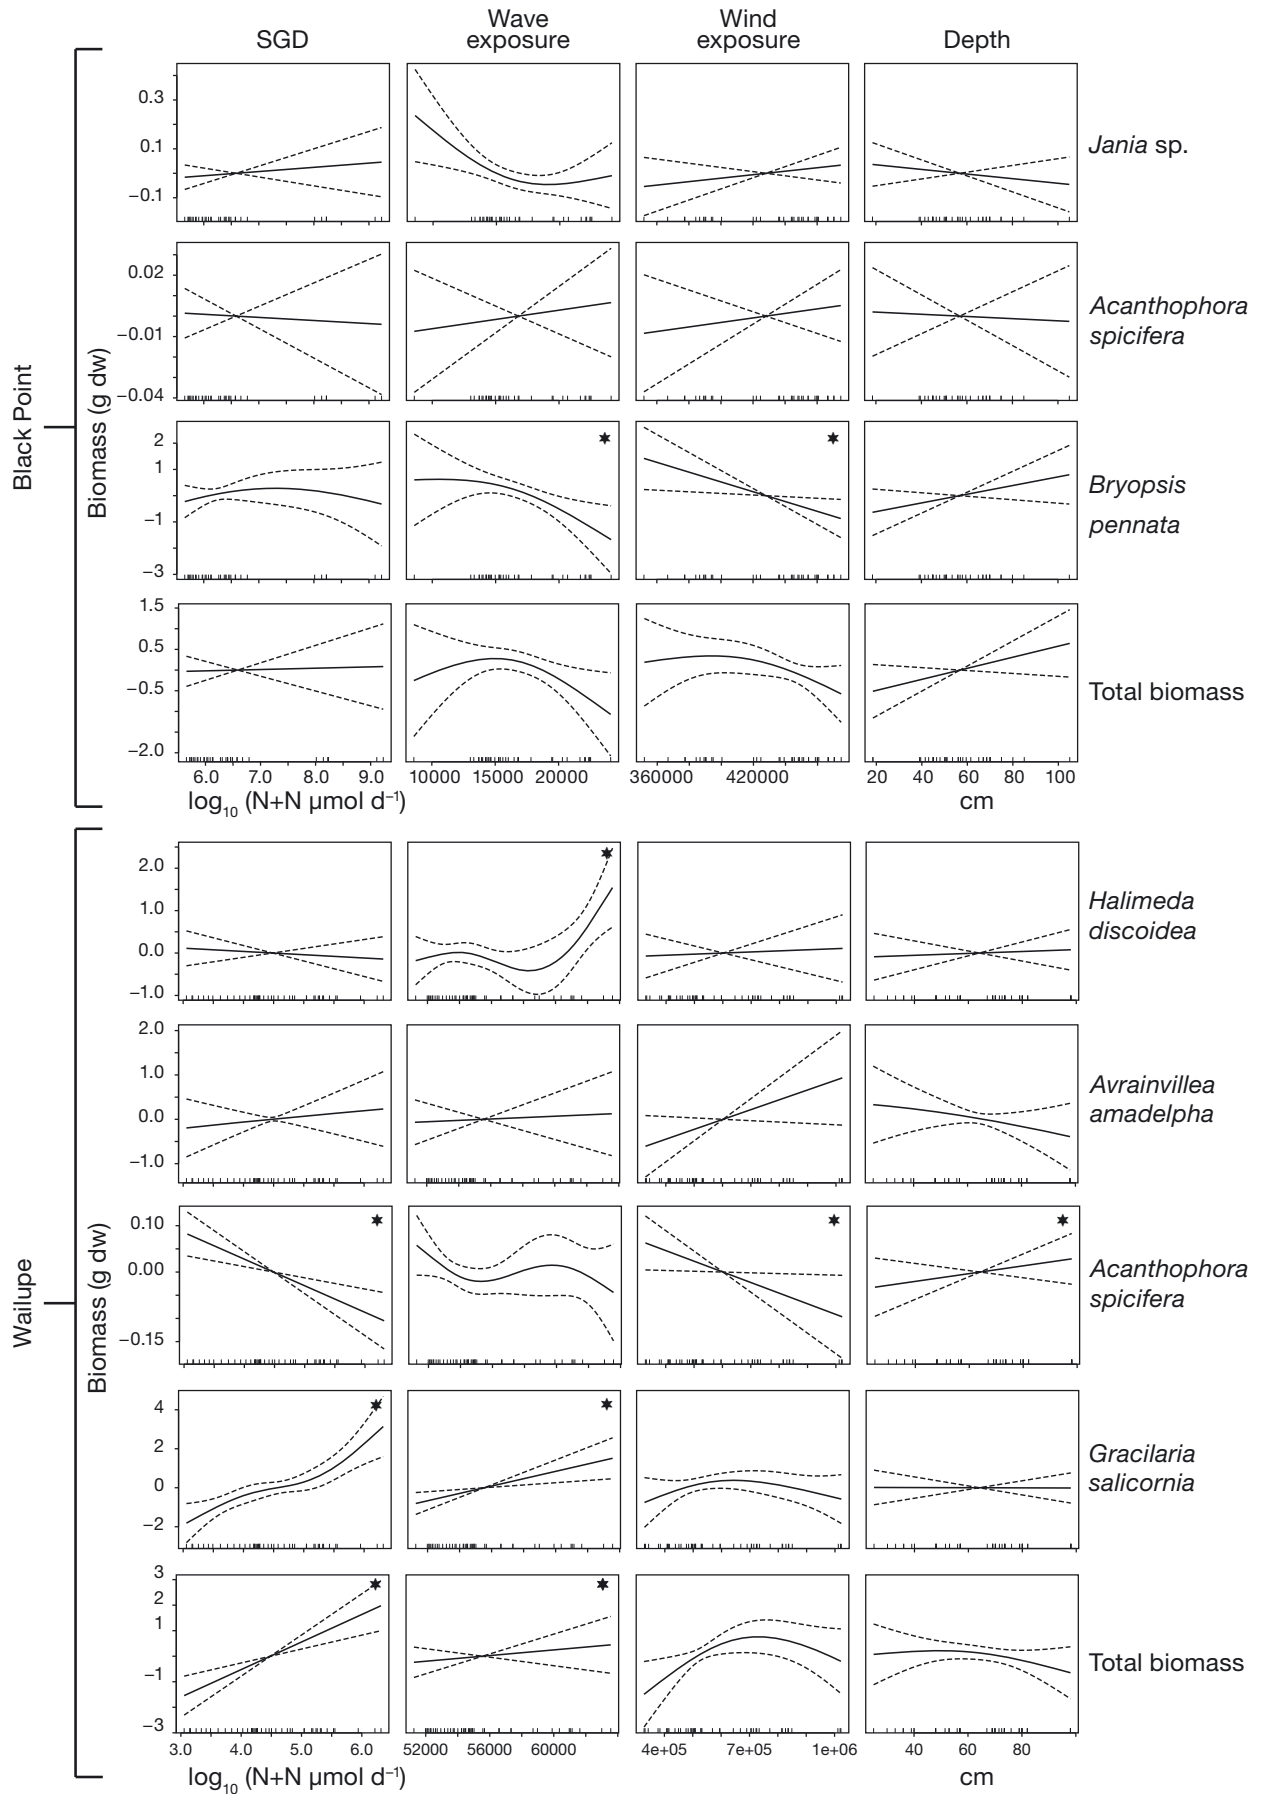 SGD
Wave
exposure
Wind
exposure
Depth
Black Point
Biomass (g dw)
0.3
0.1
−0.1
Jania sp.
0.02
−0.01
−0.04
Acanthophora
spicifera
2
1
−1
−3
Bryopsis
pennata
1.5
0.5
−0.5
−2.0
Total biomass
6.0 7.0 8.0 9.0
10000 15000 20000
360000 420000
20 40 60 80 100
log10 (N+N µmol d–1)
cm
Wailupe
Biomass (g dw)
2.0
1.0
0.0
−1.0
Halimeda
discoidea
2.0
1.0
0.0
−1.0
Avrainvillea
amadelpha
0.10
0.00
−0.15
Acanthophora
spicifera
4
2
0
−2
Gracilaria
salicornia
3
2
1
−1
−3
Total biomass
3.0 4.0 5.0 6.0
52000 56000 60000
4e+05 7e+05 1e+06
40 60 80
log10 (N+N µmol d–1)
cm